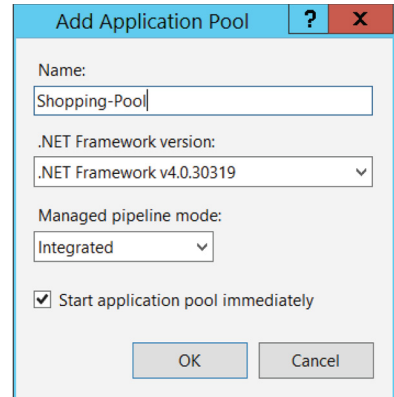 Add Application Pool ? X
Name:
Shopping-Pool
.NET Framework version:
.NET Framework v4.0.30319
Managed pipeline mode:
Integrated
Start application pool immediately
OK Cancel